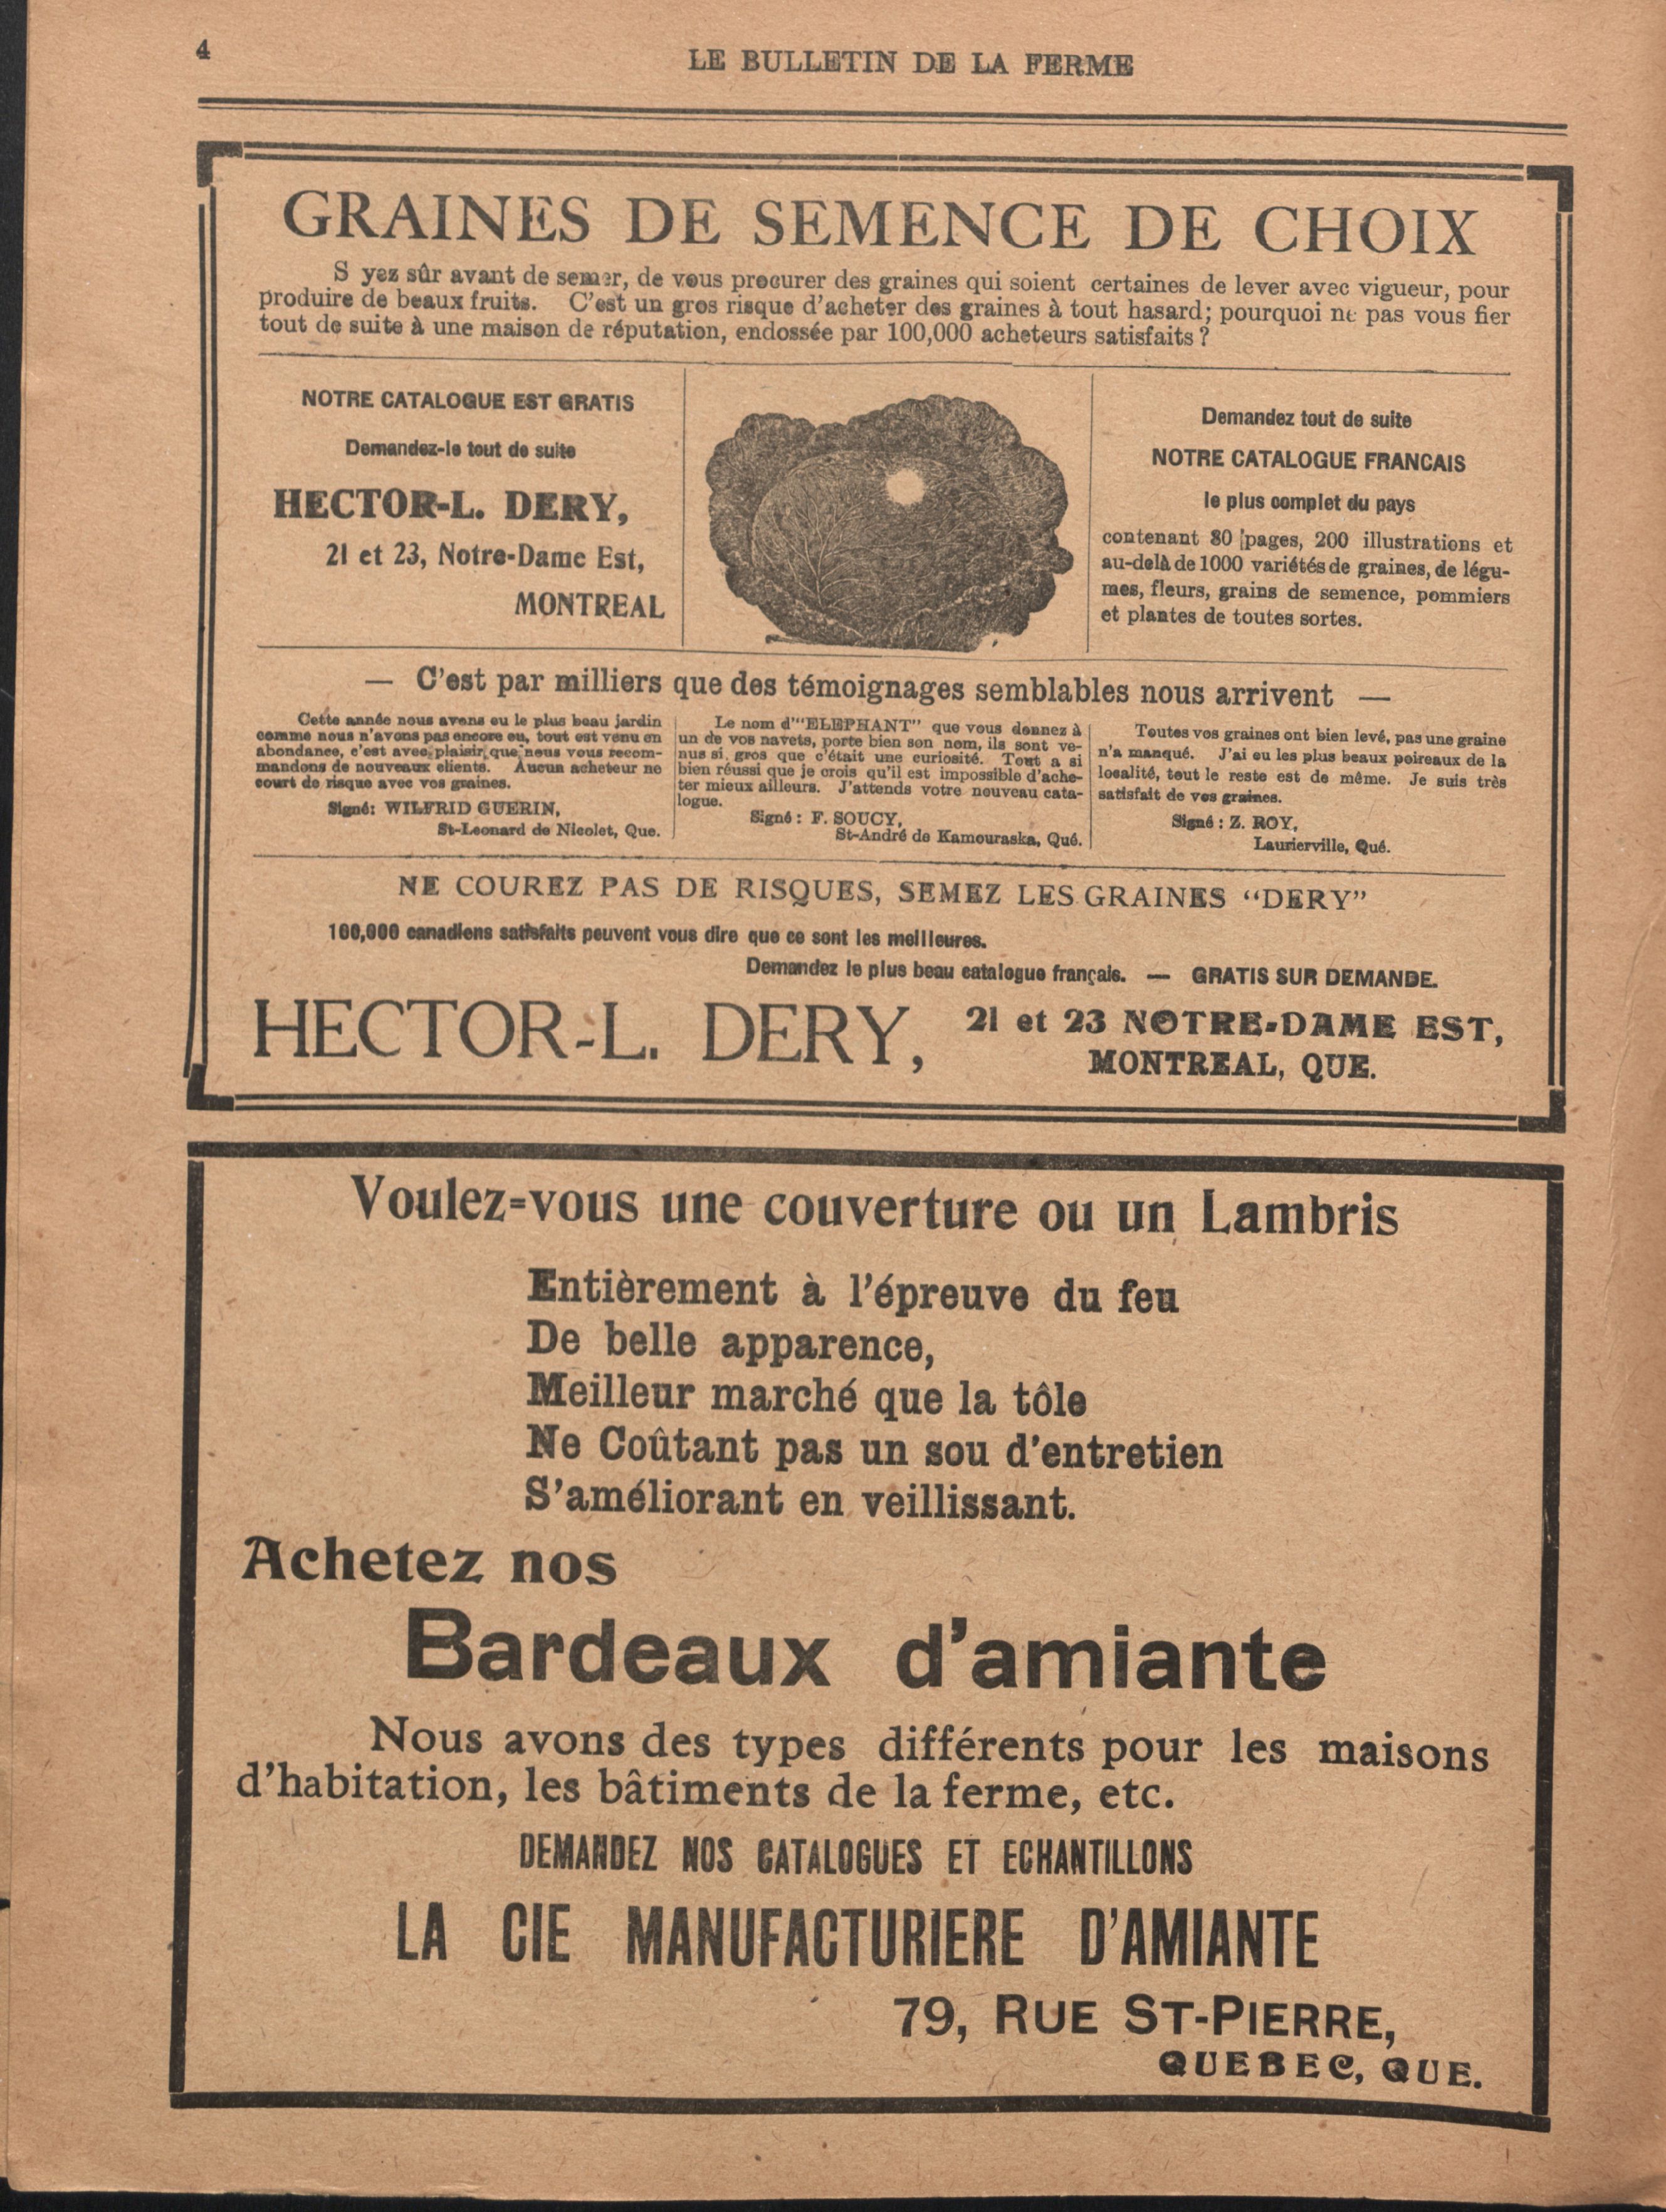 4
LE BULLETIN DE LA FERME
GRAINES DE SEMENCE DE CHOIX
S yez sûr avant de semer, de vous procurer des graines qui soient certaines de lever avec vigueur, pour
produire de beaux fruits. C'est un gros risque d'acheter des graines à tout hasard; pourquoi ne pas vous fier
tout de suite à une maison de réputation, endossée par 100,000 acheteurs satisfaits ?
NOTRE CATALOGUE EST GRATIS
Demandez-le tout de suite
HECTOR-L. DERY,
21 et 23, Notre-Dame Est,
MONTREAL
Demandez tout de suite
NOTRE CATALOGUE FRANCAIS
le plus complet du pays
contenant 80 pages, 200 illustrations et
au-delà de 1000 variétés de graines, de légu-
mes, fleurs, grains de semence, pommiers
et plantes de toutes sortes.
— C'est par milliers que des témoignages semblables nous arrivent —
Cette année nous avons eu le plus beau jardin
comme nous n'avons pas encore eu, tout est venu en
abondance, c'est avec plaisir que nous vous recom-
mandons de nouveaux clients. Aucun acheteur ne
court de risque avec vos graines.
Signé: WILFRID GUERIN,
St-Leonard de Nicolet, Que.
Le nom d'"ELEPHANT" que vous donnez à
un de vos navets, porte bien son nom, ils sont ve-
nus si gros que c'était une curiosité. Tout a si
bien réussi que je crois qu'il est impossible d'ache-
ter mieux ailleurs. J'attends votre nouveau cata-
logue.
Signé : F. SOUCY,
St-André de Kamouraska, Qué.
Toutes vos graines ont bien levé, pas une graine
n'a manqué. J'ai eu les plus beaux poireaux de la
localité, tout le reste est de même. Je suis très
satisfait de vos graines.
Signé : Z. ROY,
Laurierville, Qué.
NE COUREZ PAS DE RISQUES, SEMEZ LES GRAINES "DERY"
100,000 canadiens satisfaits peuvent vous dire que ce sont les meilleures.
Demandez le plus beau catalogue français. — GRATIS SUR DEMANDE.
HECTOR-L. DERY, 21 et 23 NOTRE-DAME EST,
MONTREAL, QUE.
Voulez-vous une couverture ou un Lambris
Entièrement à l'épreuve du feu
De belle apparence,
Meilleur marché que la tôle
Ne Coûtant pas un sou d'entretien
S'améliorant en veillissant.
Achetez nos
Bardeaux d'amiante
Nous avons des types différents pour les maisons
d'habitation, les bâtiments de la ferme, etc.
DEMANDEZ NOS CATALOGUES ET ECHANTILLONS
LA CIE MANUFACTURIERE D'AMIANTE
79, RUE ST-PIERRE,
QUEBEC, QUE.